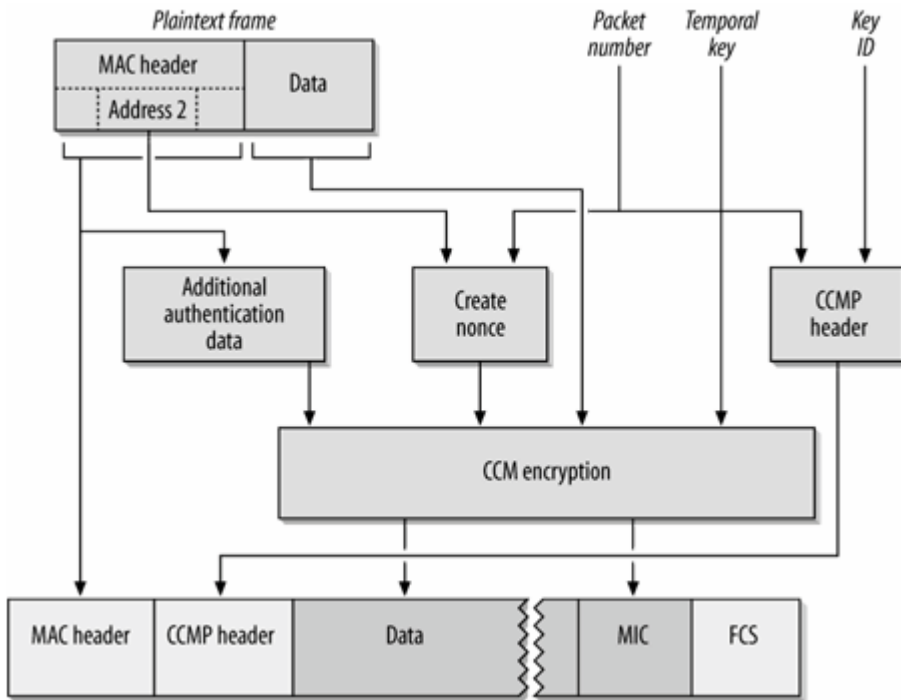 Plaintext frame
Packet
number
Temporal
key
Key
ID
MAC header
Address 2
Data
Additional
authentication
data
Create
nonce
CCMP
header
CCM encryption
MAC header
CCMP header
Data
MIC
FCS